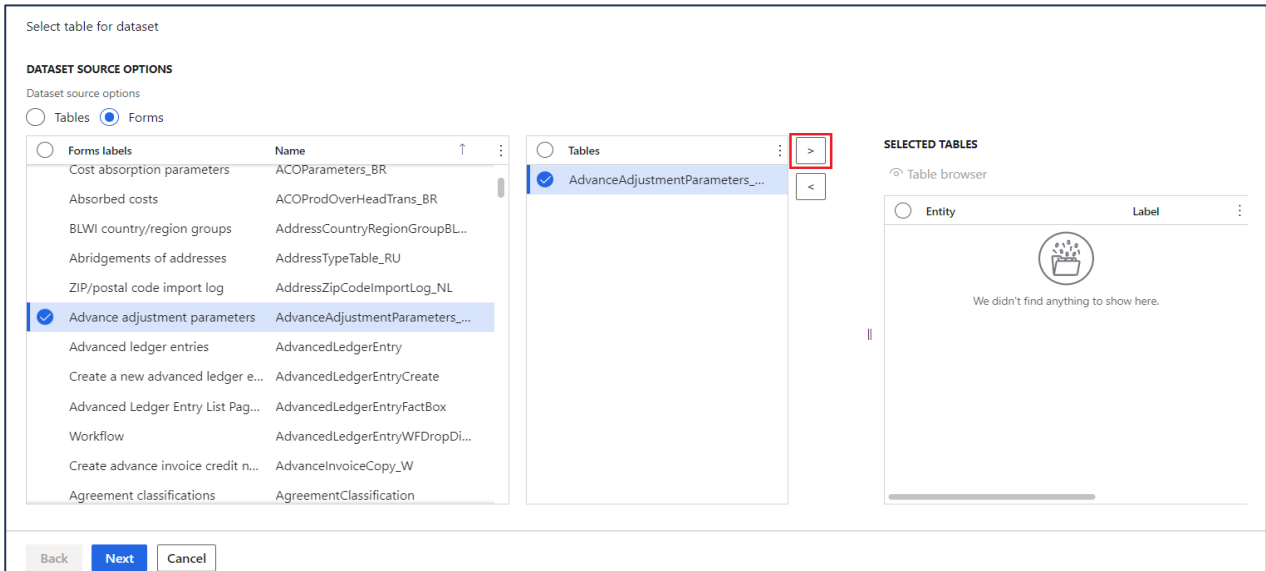 Select table for dataset
DATASET SOURCE OPTIONS
Dataset source options
Tables Forms
Forms labels Name ↑
Cost absorption parameters ACOParameters_BR
Absorbed costs ACOProdOverHeadTrans_BR
BLWI country/region groups AddressCountryRegionGroupBL...
Abridgements of addresses AddressTypeTable_RU
ZIP/postal code import log AddressZipCodeImportLog_NL
Advance adjustment parameters AdvanceAdjustmentParameters_...
Advanced ledger entries AdvancedLedgerEntry
Create a new advanced ledger e... AdvancedLedgerEntryCreate
Advanced Ledger Entry List Pag... AdvancedLedgerEntryFactBox
Workflow AdvancedLedgerEntryWFDropDi...
Create advance invoice credit n... AdvanceInvoiceCopy_W
Agreement classifications AgreementClassification
Tables
AdvanceAdjustmentParameters_...
>
<
SELECTED TABLES
Table browser
Entity Label
We didn't find anything to show here.
Back Next Cancel